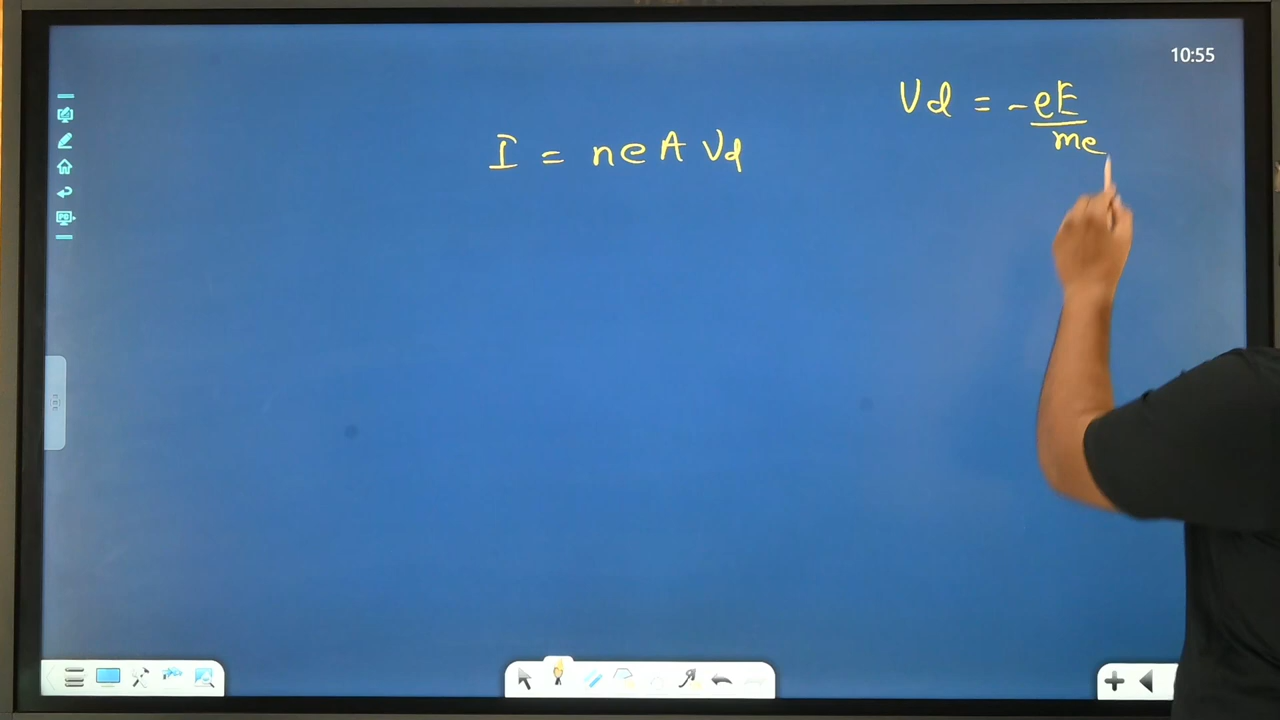 10:55
Vd = -eE/me
I = neA Vd